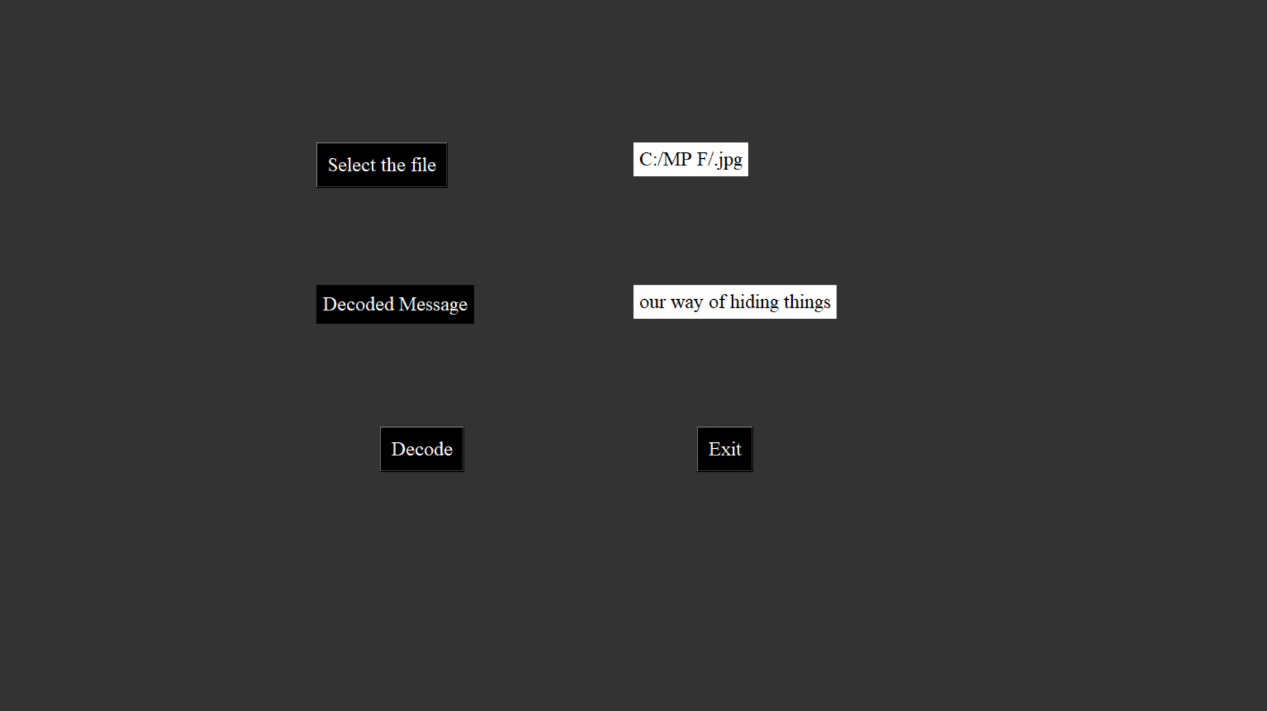 Select the file
C:/MP F/.jpg
Decoded Message
our way of hiding things
Decode
Exit